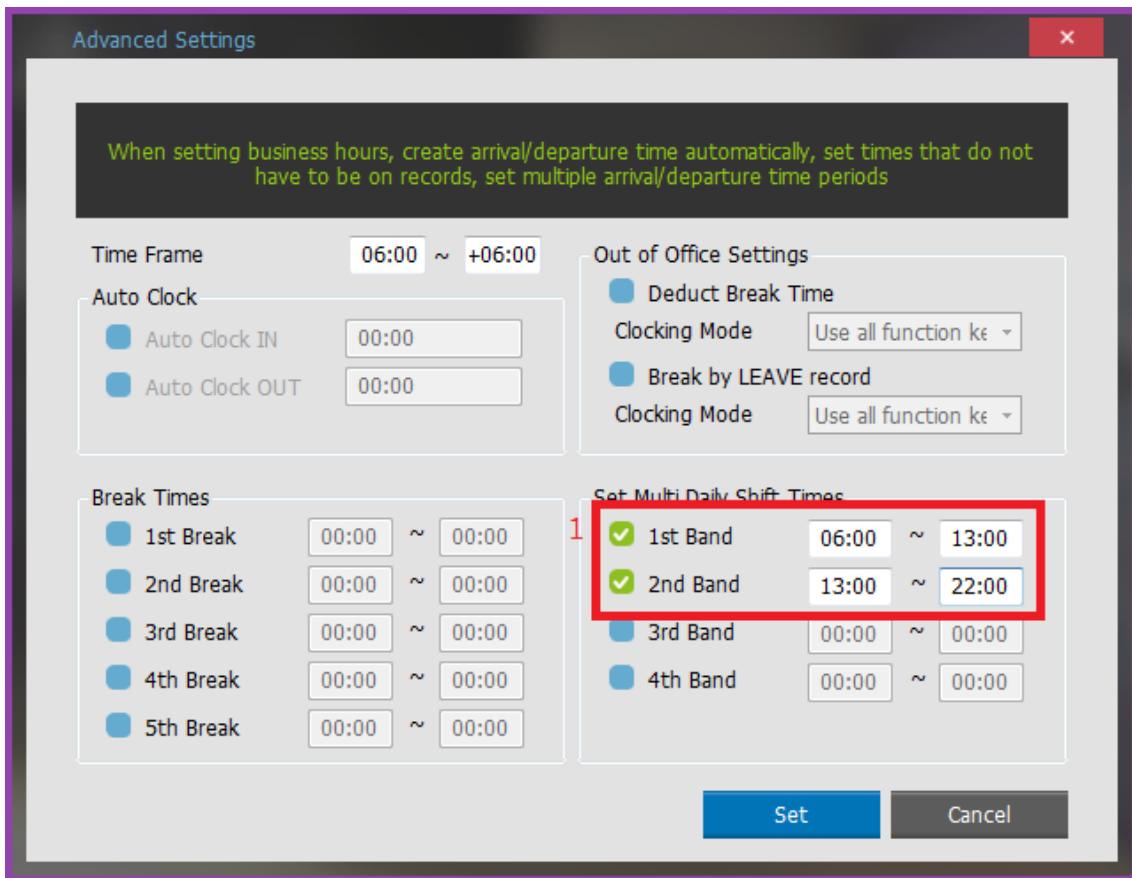 Advanced Settings
×
When setting business hours, create arrival/departure time automatically, set times that do not
have to be on records, set multiple arrival/departure time periods
Time Frame 06:00 ~ +06:00
Auto Clock
Auto Clock IN 00:00
Auto Clock OUT 00:00
Out of Office Settings
Deduct Break Time
Clocking Mode Use all function ke
Break by LEAVE record
Clocking Mode Use all function ke
Break Times
1st Break 00:00 ~ 00:00
2nd Break 00:00 ~ 00:00
3rd Break 00:00 ~ 00:00
4th Break 00:00 ~ 00:00
5th Break 00:00 ~ 00:00
Set Multi Daily Shift Times
1
1st Band 06:00 ~ 13:00
2nd Band 13:00 ~ 22:00
3rd Band 00:00 ~ 00:00
4th Band 00:00 ~ 00:00
Set Cancel